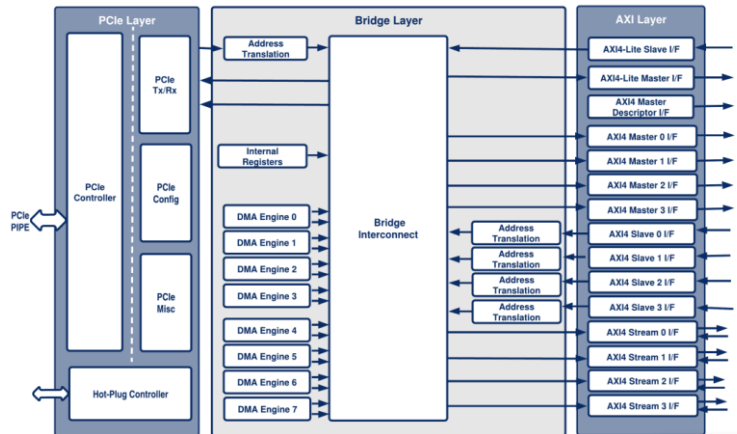 PCIe Layer
Bridge Layer
AXI Layer
PCIe
PIPE
PCIe
Controller
PCIe
Tx/Rx
PCIe
Config
PCIe
Misc
Hot-Plug Controller
Address
Translation
Internal
Registers
DMA Engine 0
DMA Engine 1
DMA Engine 2
DMA Engine 3
DMA Engine 4
DMA Engine 5
DMA Engine 6
DMA Engine 7
Bridge
Interconnect
Address
Translation
Address
Translation
Address
Translation
Address
Translation
AXI4-Lite Slave I/F
AXI4-Lite Master I/F
AXI4 Master
Descriptor I/F
AXI4 Master 0 I/F
AXI4 Master 1 I/F
AXI4 Master 2 I/F
AXI4 Master 3 I/F
AXI4 Slave 0 I/F
AXI4 Slave 1 I/F
AXI4 Slave 2 I/F
AXI4 Slave 3 I/F
AXI4 Stream 0 I/F
AXI4 Stream 1 I/F
AXI4 Stream 2 I/F
AXI4 Stream 3 I/F